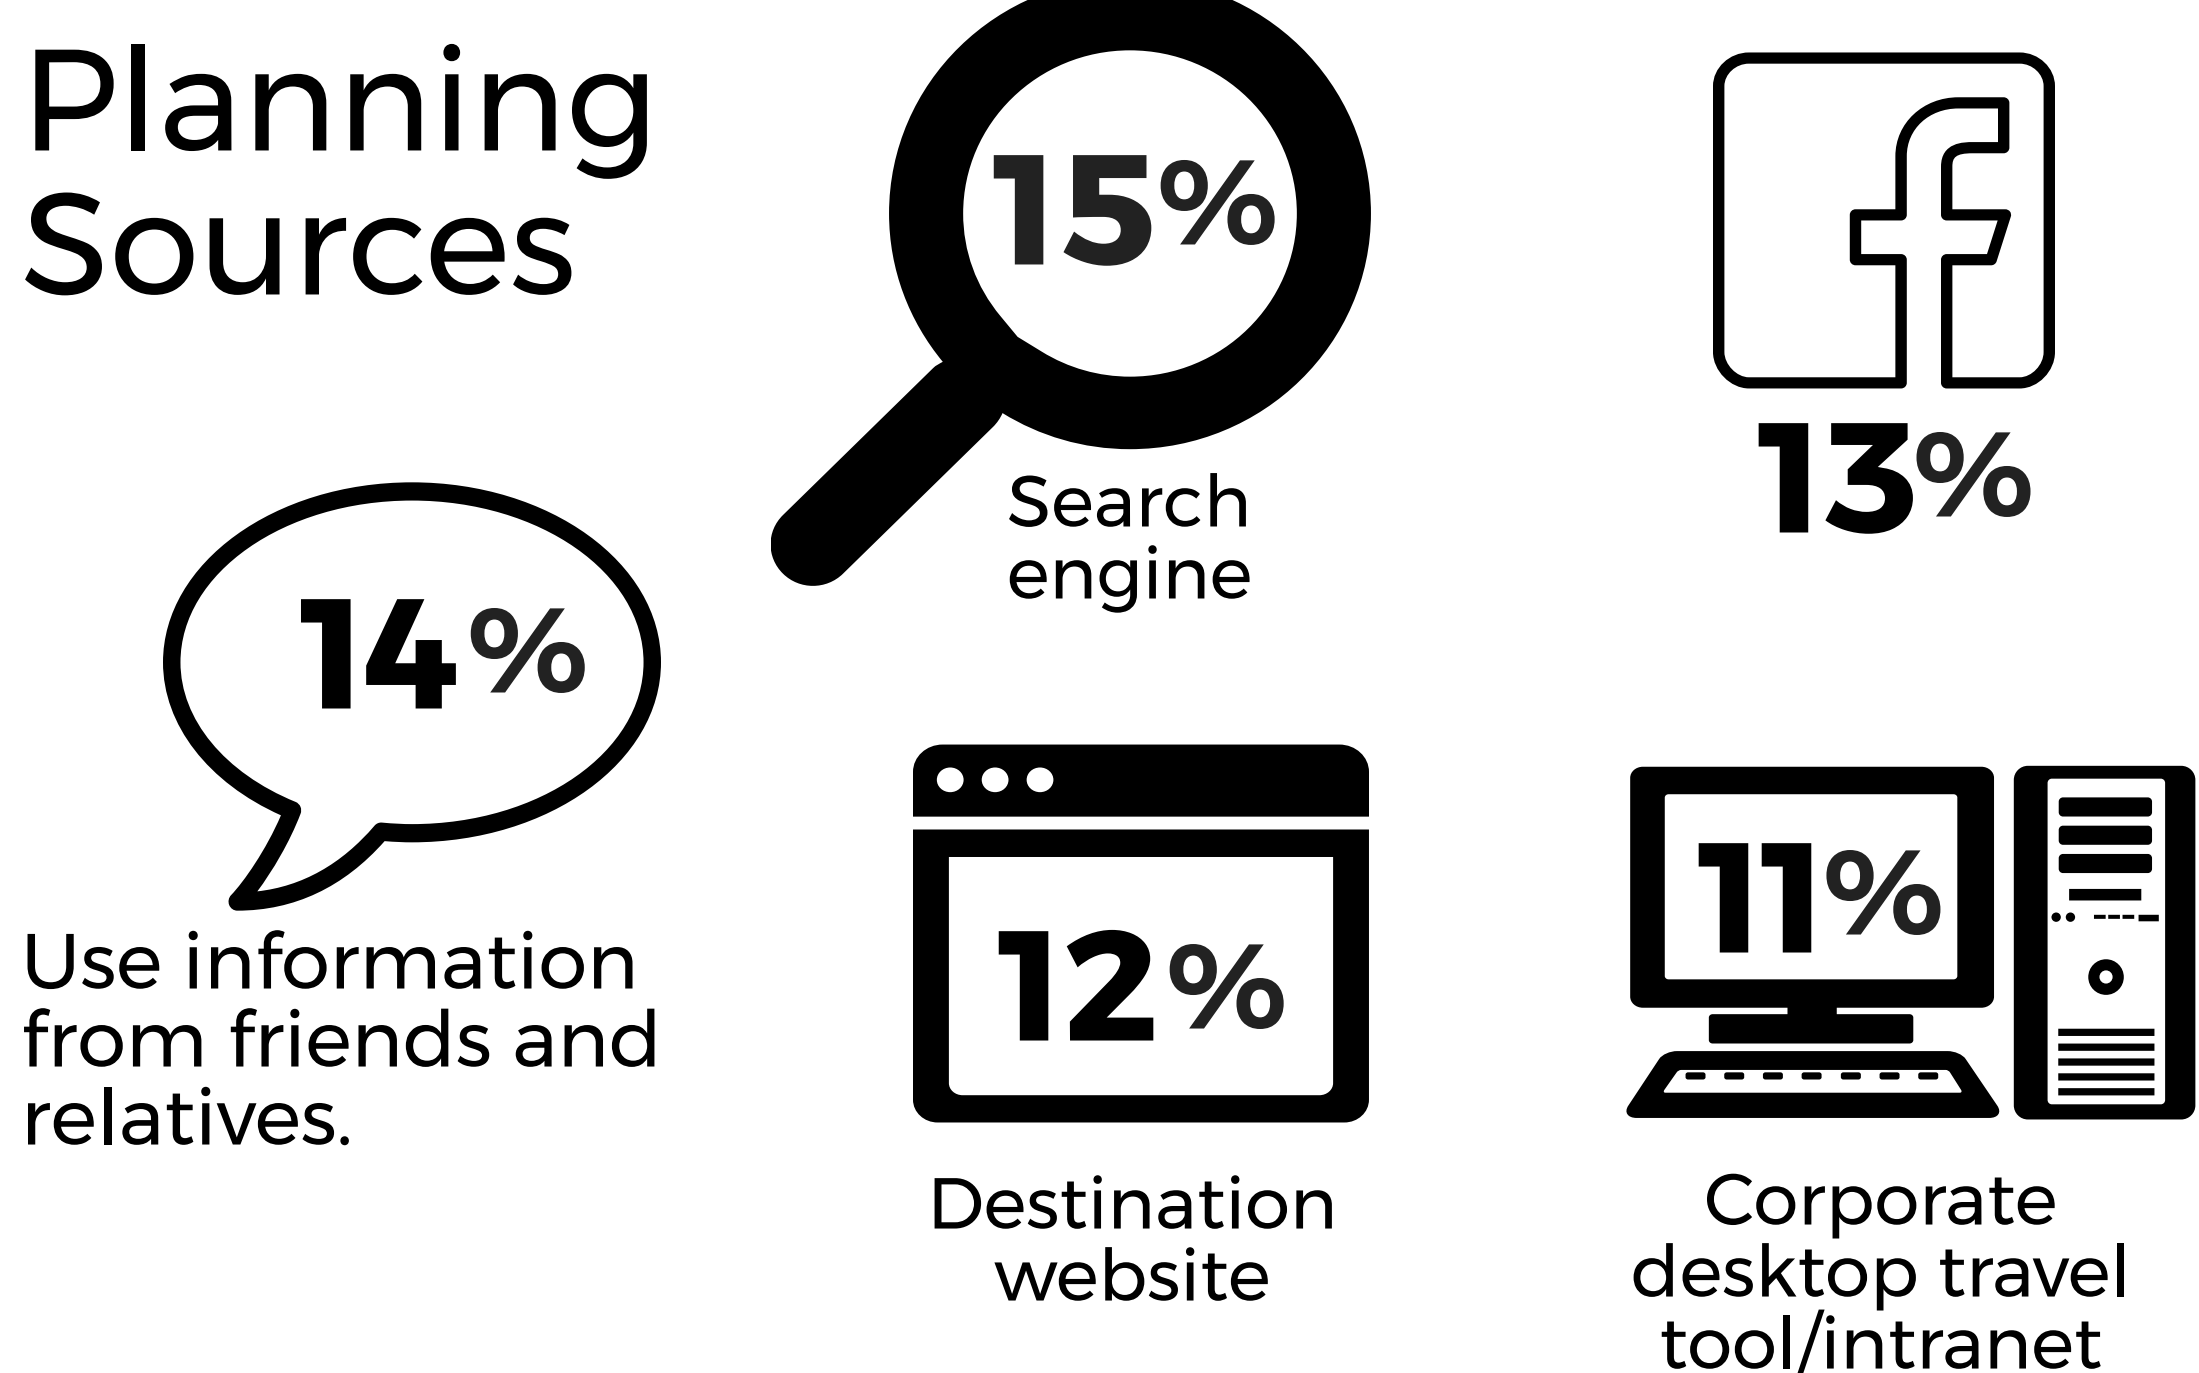 Planning
Sources
15%
Search
engine
13%
14%
Use information
from friends and
relatives.
12%
Destination
website
11%
Corporate
desktop travel
tool/intranet